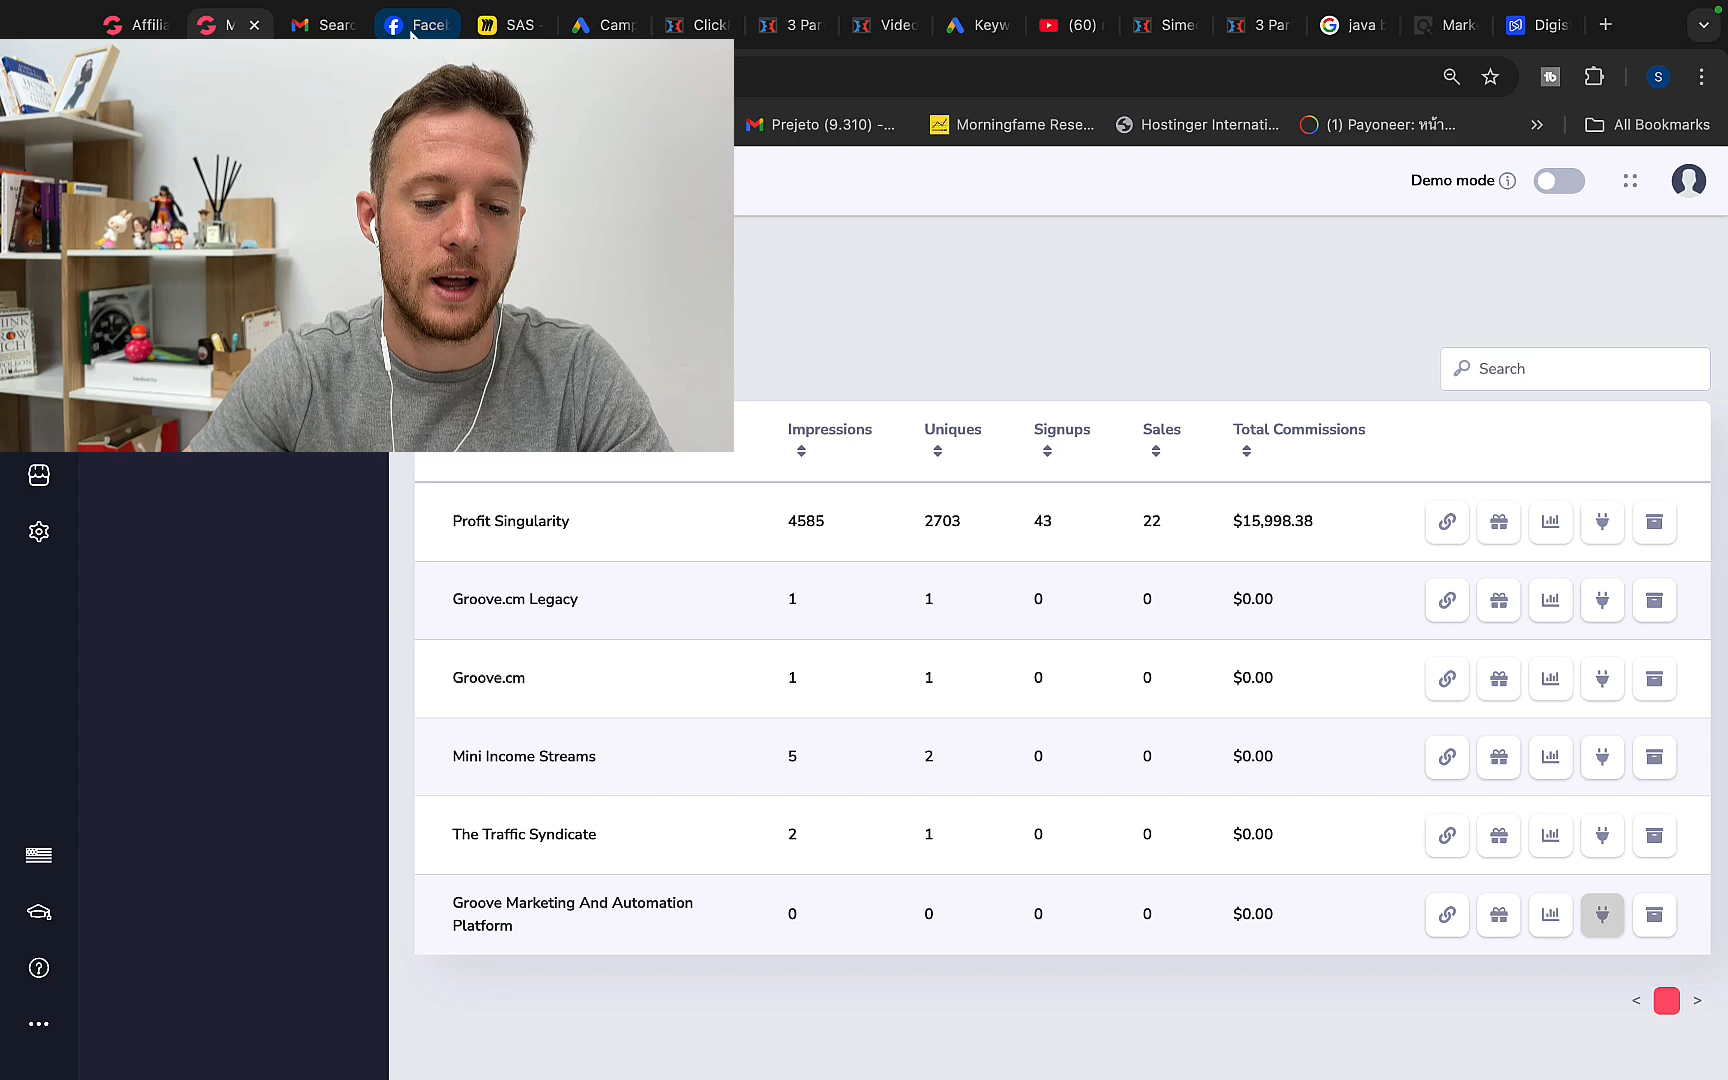 Affilia
M
Searc
Faceb
SAS
Camp
Click
3 Par
Video
Keyw
(60)
Sime
3 Par
java b
Mark
Digis
S
Prejeto (9.310) -...
Morningfame Rese...
Hostinger Internati...
(1) Payoneer: หน้า...
All Bookmarks
Demo mode
Search
Impressions Uniques Signups Sales Total Commissions
Profit Singularity 4585 2703 43 22 $15,998.38
Groove.cm Legacy 1 1 0 0 $0.00
Groove.cm 1 1 0 0 $0.00
Mini Income Streams 5 2 0 0 $0.00
The Traffic Syndicate 2 1 0 0 $0.00
Groove Marketing And Automation
Platform 0 0 0 0 $0.00
< >